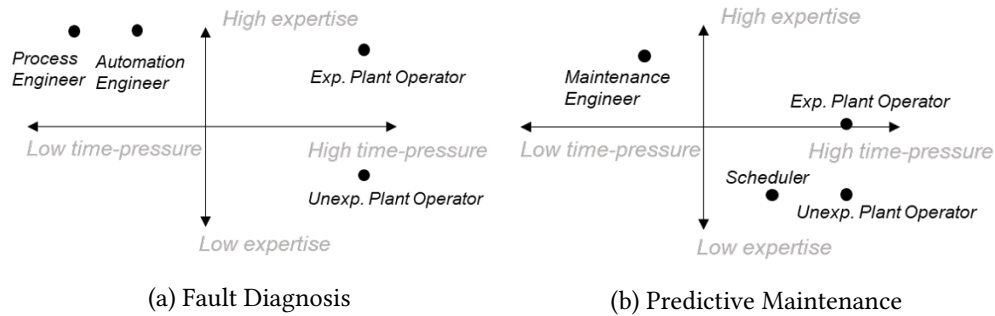 High expertise
Process
Engineer
Automation
Engineer
Exp. Plant Operator
Low time-pressure
High time-pressure
Unexp. Plant Operator
Low expertise
(a) Fault Diagnosis
High expertise
Maintenance
Engineer
Exp. Plant Operator
Low time-pressure
High time-pressure
Scheduler
Unexp. Plant Operator
Low expertise
(b) Predictive Maintenance